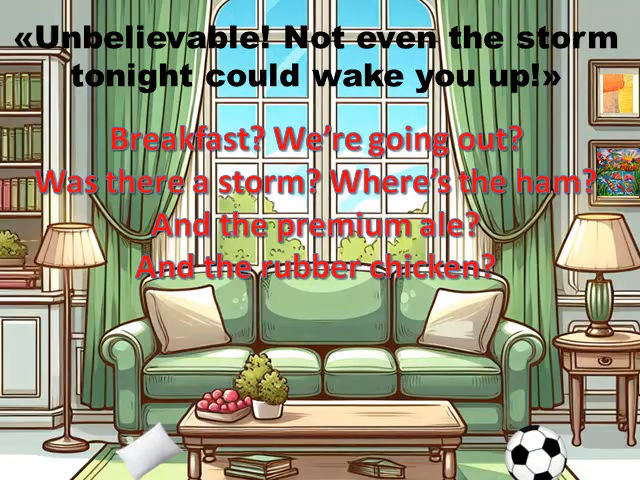 «Unbelievable! Not even the storm
tonight could wake you up!»
Breakfast? We're going out?
Was there a storm? Where's the ham?
And the premium ale?
And the rubber chicken?